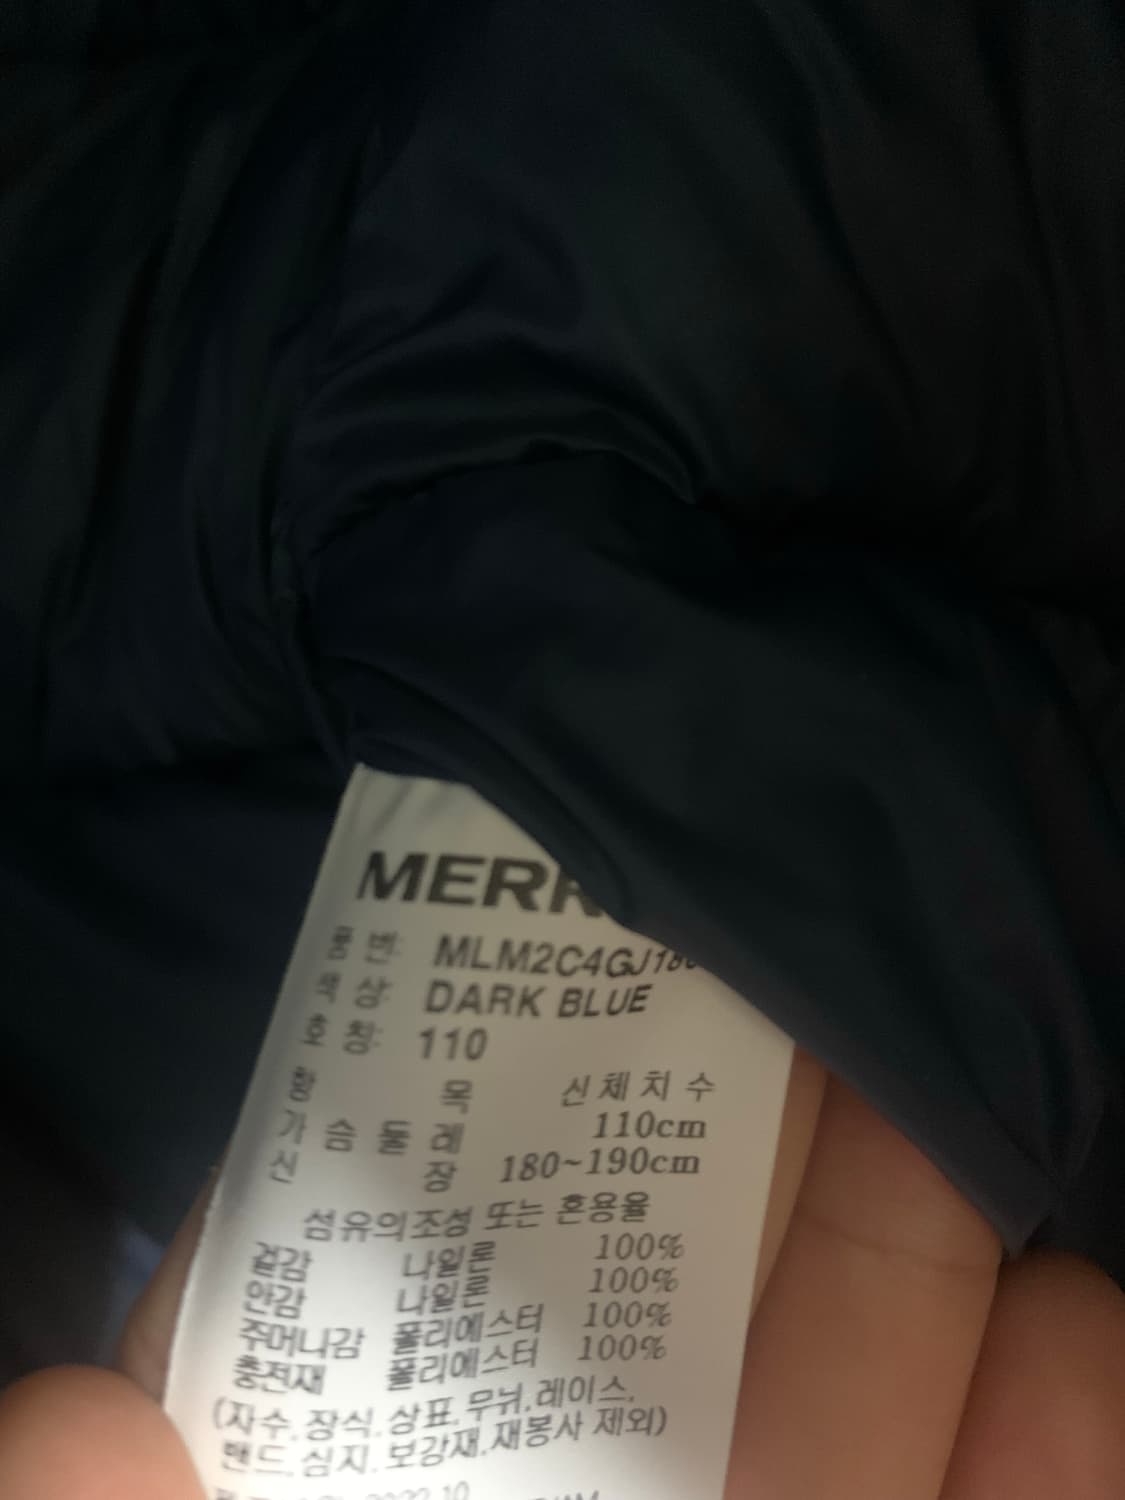 MERR
품 번: MLM2C4GJ180
색 상: DARK BLUE
호 칭: 110
항 목 신 체 치 수
가 슴 둘 레 110cm
신 장 180~190cm
섬유의조성 또는 혼용율
겉감 나일론 100%
안감 나일론 100%
주머니감 폴리에스터 100%
충전재 폴리에스터 100%
(자수.장식.상표.무늬.레이스.
밴드.심지.보강재.재봉사 제외)